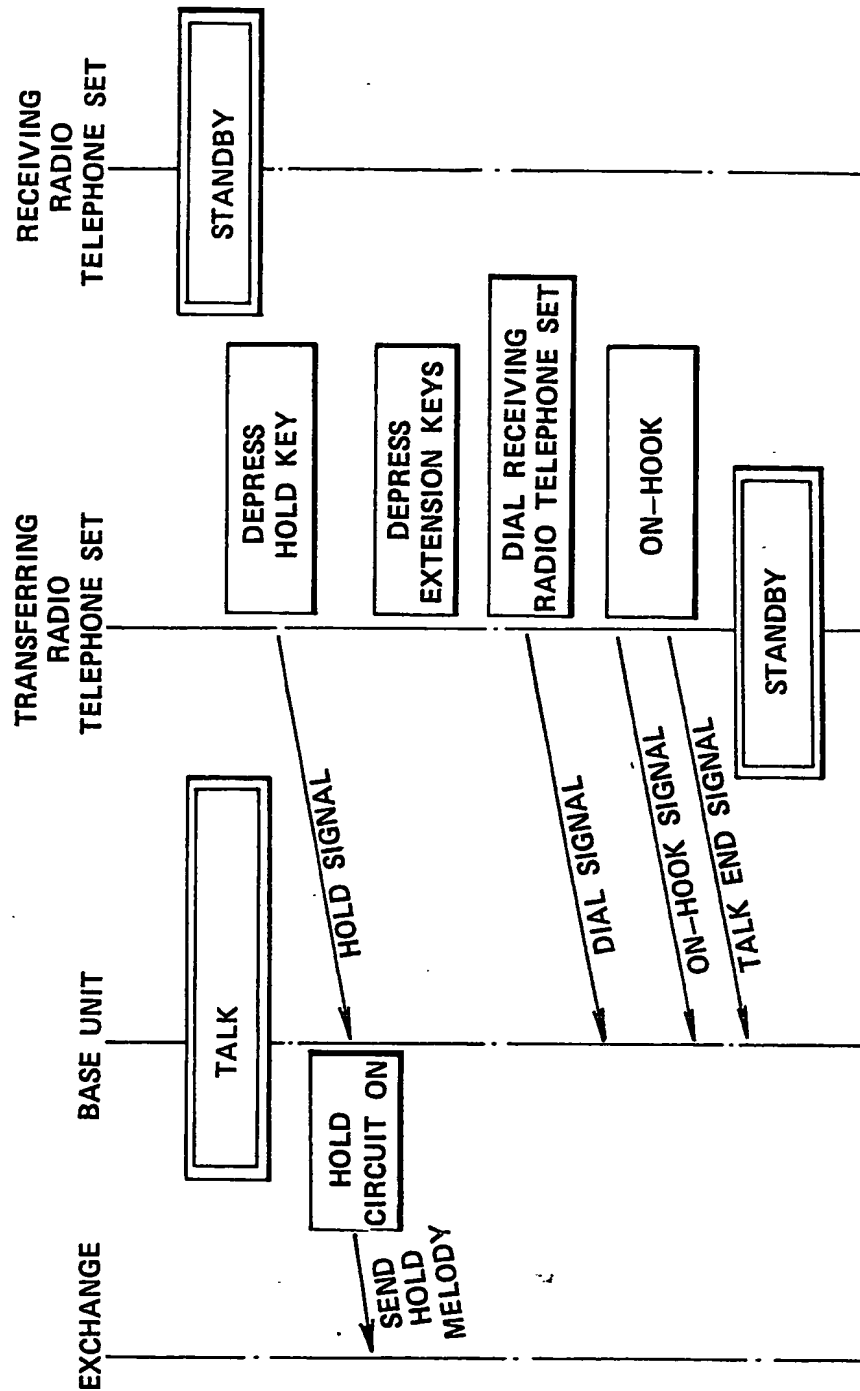 EXCHANGE
BASE UNIT
TRANSFERRING
RADIO
TELEPHONE SET
RECEIVING
RADIO
TELEPHONE SET
TALK
STANDBY
DEPRESS
HOLD KEY
HOLD SIGNAL
HOLD
CIRCUIT ON
SEND
HOLD
MELODY
DEPRESS
EXTENSION KEYS
DIAL RECEIVING
RADIO TELEPHONE SET
DIAL SIGNAL
ON-HOOK
ON-HOOK SIGNAL
TALK END SIGNAL
STANDBY